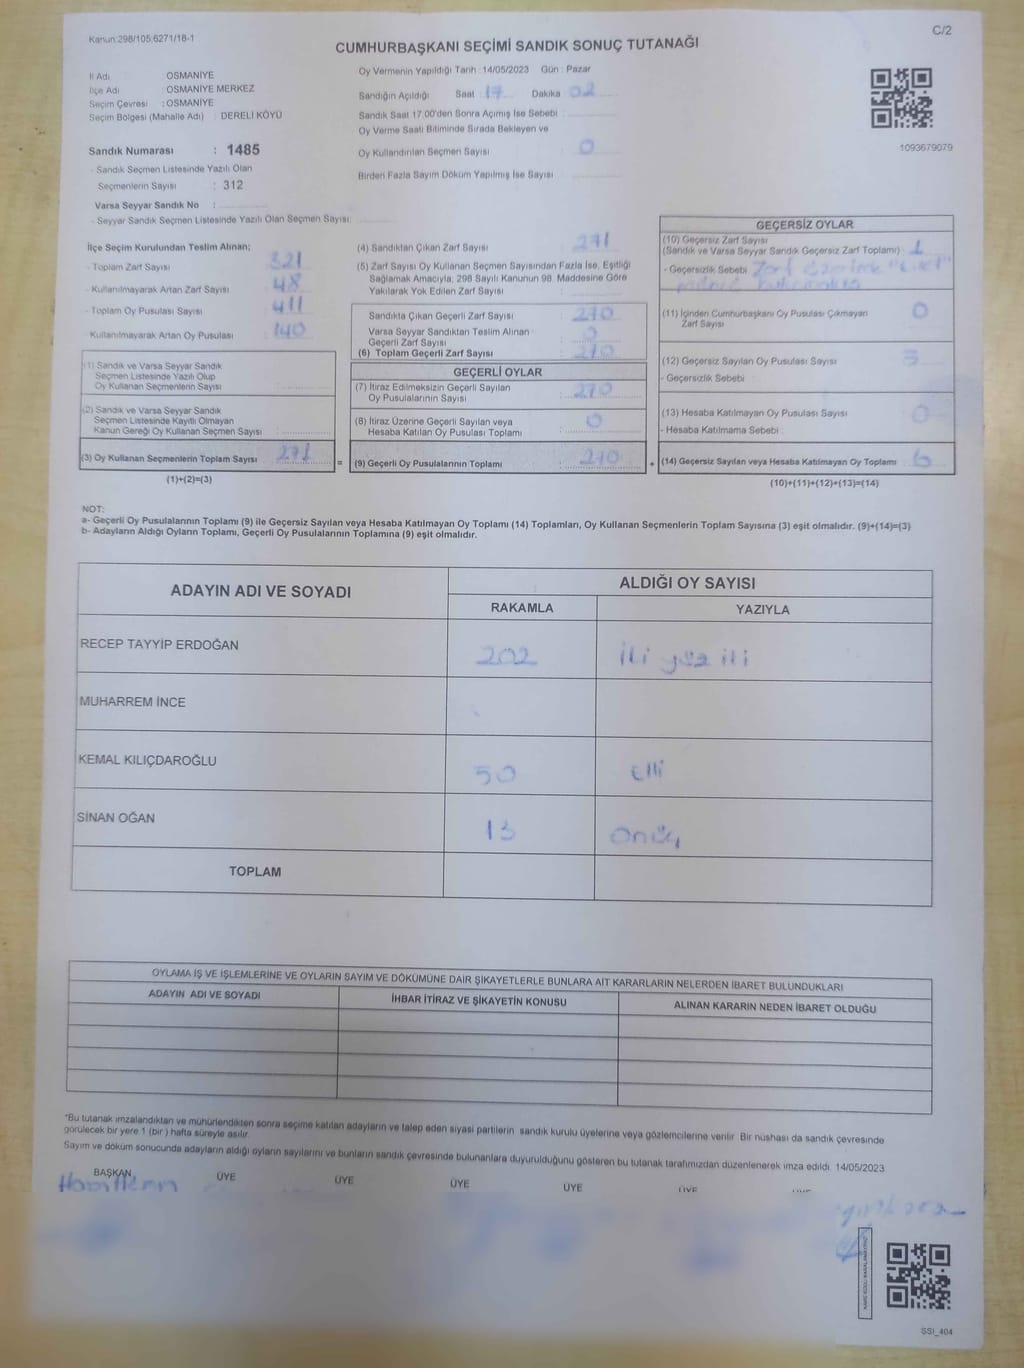 Kanun:298/105;6271/18-1
C/2
CUMHURBAŞKANI SEÇİMİ SANDIK SONUÇ TUTANAĞI
İl Adı OSMANİYE
İlçe Adı OSMANİYE MERKEZ
Seçim Çevresi : OSMANİYE
Seçim Bölgesi (Mahalle Adı) : DERELİ KÖYÜ
Sandık Numarası : 1485
- Sandık Seçmen Listesinde Yazılı Olan
Seçmenlerin Sayısı : 312
Varsa Seyyar Sandık No :
- Seyyar Sandık Seçmen Listesinde Yazılı Olan Seçmen Sayısı:
Oy Vermenin Yapıldığı Tarih : 14/05/2023 Gün : Pazar
Sandığın Açıldığı Saat : 17 Dakika 02
Sandık Saat 17.00'den Sonra Açımış İse Sebebi :
Oy Verme Saati Bitiminde Sırada Bekleyen ve
Oy Kullandırılan Seçmen Sayısı : 0
Birden Fazla Sayım Döküm Yapılmış İse Sayısı :
1093679079
İlçe Seçim Kurulundan Teslim Alınan;
- Toplam Zarf Sayısı : 321
- Kullanılmayarak Artan Zarf Sayısı : 48
- Toplam Oy Pusulası Sayısı : 411
Kullanılmayarak Artan Oy Pusulası : 140
(1) Sandık ve Varsa Seyyar Sandık
Seçmen Listesinde Yazılı Olup
Oy Kullanan Seçmenlerin Sayısı :
(2) Sandık ve Varsa Seyyar Sandık
Seçmen Listesinde Kayıtlı Olmayan
Kanun Gereği Oy Kullanan Seçmen Sayısı :
(3) Oy Kullanan Seçmenlerin Toplam Sayısı : 271
(1)+(2)=(3)
(4) Sandıktan Çıkan Zarf Sayısı : 271
(5) Zarf Sayısı Oy Kullanan Seçmen Sayısından Fazla İse, Eşitliği
Sağlamak Amacıyla, 298 Sayılı Kanunun 98. Maddesine Göre
Yakılarak Yok Edilen Zarf Sayısı :
Sandıkta Çıkan Geçerli Zarf Sayısı : 270
Varsa Seyyar Sandıktan Teslim Alınan
Geçerli Zarf Sayısı : 0
(6) Toplam Geçerli Zarf Sayısı : 270
GEÇERLİ OYLAR
(7) İtiraz Edilmeksizin Geçerli Sayılan
Oy Pusulalarının Sayısı : 270
(8) İtiraz Üzerine Geçerli Sayılan veya
Hesaba Katılan Oy Pusulası Toplamı : 0
= (9) Geçerli Oy Pusulalarının Toplamı : 270
GEÇERSİZ OYLAR
(10) Geçersiz Zarf Sayısı
(Sandık ve Varsa Seyyar Sandık Geçersiz Zarf Toplamı) : 1
- Geçersizlik Sebebi : Zarf üzerinde "Evet"
(11) İçinden Cumhurbaşkanı Oy Pusulası Çıkmayan
Zarf Sayısı : 0
(12) Geçersiz Sayılan Oy Pusulası Sayısı : 5
- Geçersizlik Sebebi :
(13) Hesaba Katılmayan Oy Pusulası Sayısı : 0
- Hesaba Katılmama Sebebi :
+ (14) Geçersiz Sayılan veya Hesaba Katılmayan Oy Toplamı : 6
(10)+(11)+(12)+(13)=(14)
NOT:
a- Geçerli Oy Pusulalarının Toplamı (9) ile Geçersiz Sayılan veya Hesaba Katılmayan Oy Toplamı (14) Toplamları, Oy Kullanan Seçmenlerin Toplam Sayısına (3) eşit olmalıdır. (9)+(14)=(3)
b- Adayların Aldığı Oyların Toplamı, Geçerli Oy Pusulalarının Toplamına (9) eşit olmalıdır.
ADAYIN ADI VE SOYADI
ALDIĞI OY SAYISI
RAKAMLA YAZIYLA
RECEP TAYYİP ERDOĞAN 202 iki yüz iki
MUHARREM İNCE
KEMAL KILIÇDAROĞLU 50 Elli
SİNAN OĞAN 13 onüç
TOPLAM
OYLAMA İŞ VE İŞLEMLERİNE VE OYLARIN SAYIM VE DÖKÜMÜNE DAİR ŞİKAYETLERLE BUNLARA AİT KARARLARIN NELERDEN İBARET BULUNDUKLARI
ADAYIN ADI VE SOYADI İHBAR İTİRAZ VE ŞİKAYETİN KONUSU ALINAN KARARIN NEDEN İBARET OLDUĞU
*Bu tutanak imzalandıktan ve mühürlendikten sonra seçime katılan adayların ve talep eden siyasi partilerin sandık kurulu üyelerine veya gözlemcilerine verilir. Bir nüshası da sandık çevresinde
görülecek bir yere 1 (bir) hafta süreyle asılır.
Sayım ve döküm sonucunda adayların aldığı oyların sayılarını ve bunların sandık çevresinde bulunanlara duyurulduğunu gösteren bu tutanak tarafımızdan düzenlenerek imza edildi. 14/05/2023
BAŞKAN ÜYE ÜYE ÜYE ÜYE ÜYE
SSI_404